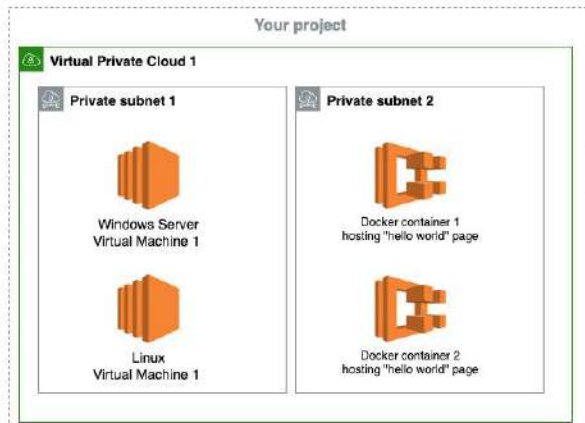 Your project
Virtual Private Cloud 1
Private subnet 1
Windows Server
Virtual Machine 1
Linux
Virtual Machine 1
Private subnet 2
Docker container 1
hosting "hello world" page
Docker container 2
hosting "hello world" page